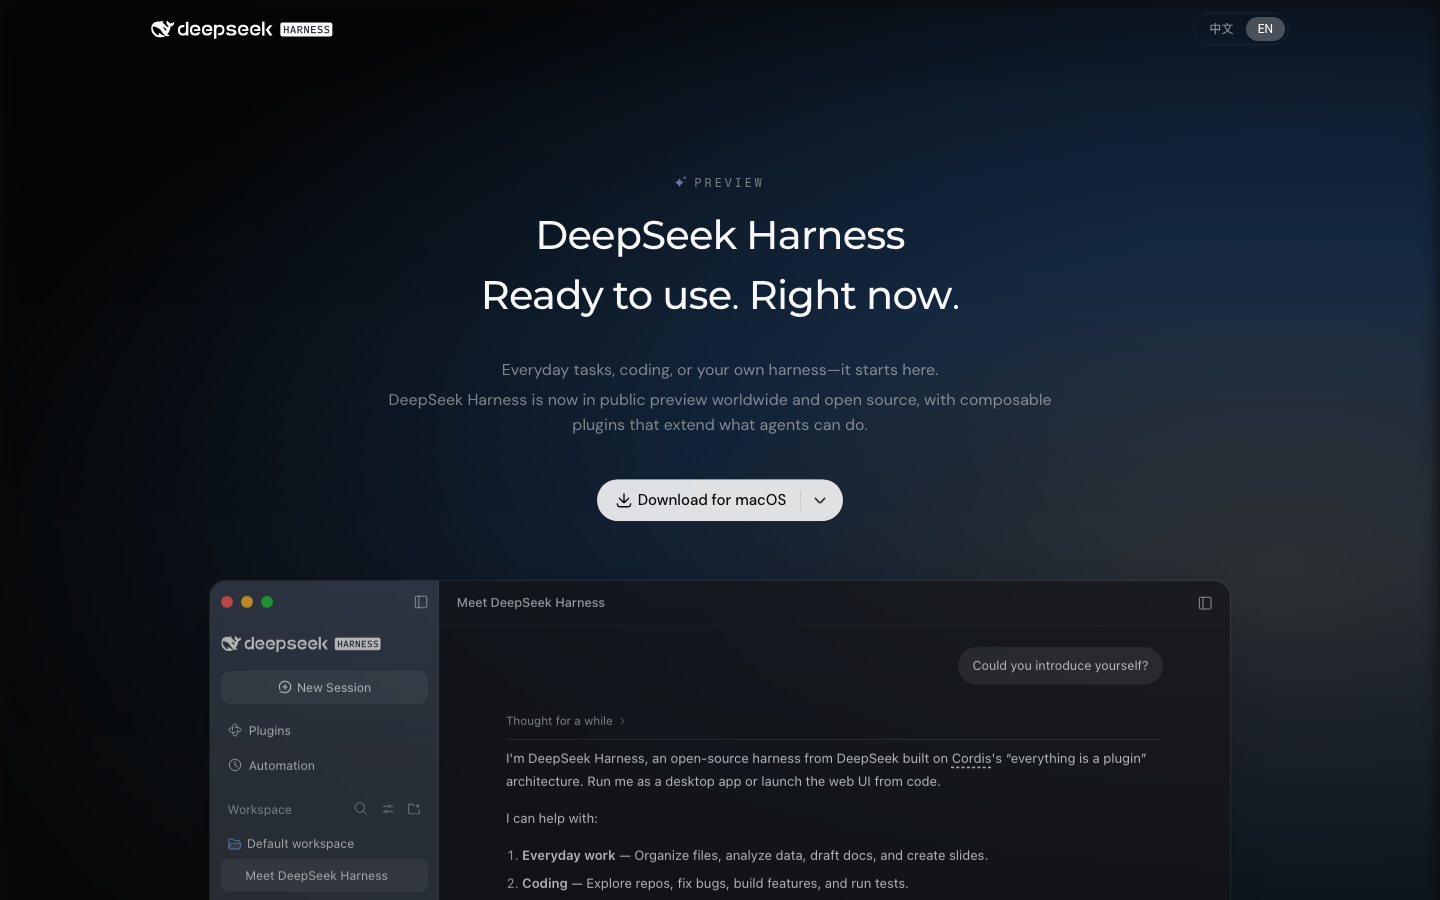 deepseek HARNESS
中文 EN
PREVIEW
DeepSeek Harness
Ready to use. Right now.
Everyday tasks, coding, or your own harness—it starts here.
DeepSeek Harness is now in public preview worldwide and open source, with composable
plugins that extend what agents can do.
Download for macOS
deepseek HARNESS
New Session
Plugins
Automation
Workspace
Default workspace
Meet DeepSeek Harness
Meet DeepSeek Harness
Could you introduce yourself?
Thought for a while
I'm DeepSeek Harness, an open-source harness from DeepSeek built on Cordis's "everything is a plugin"
architecture. Run me as a desktop app or launch the web UI from code.
I can help with:
1. Everyday work — Organize files, analyze data, draft docs, and create slides.
2. Coding — Explore repos, fix bugs, build features, and run tests.